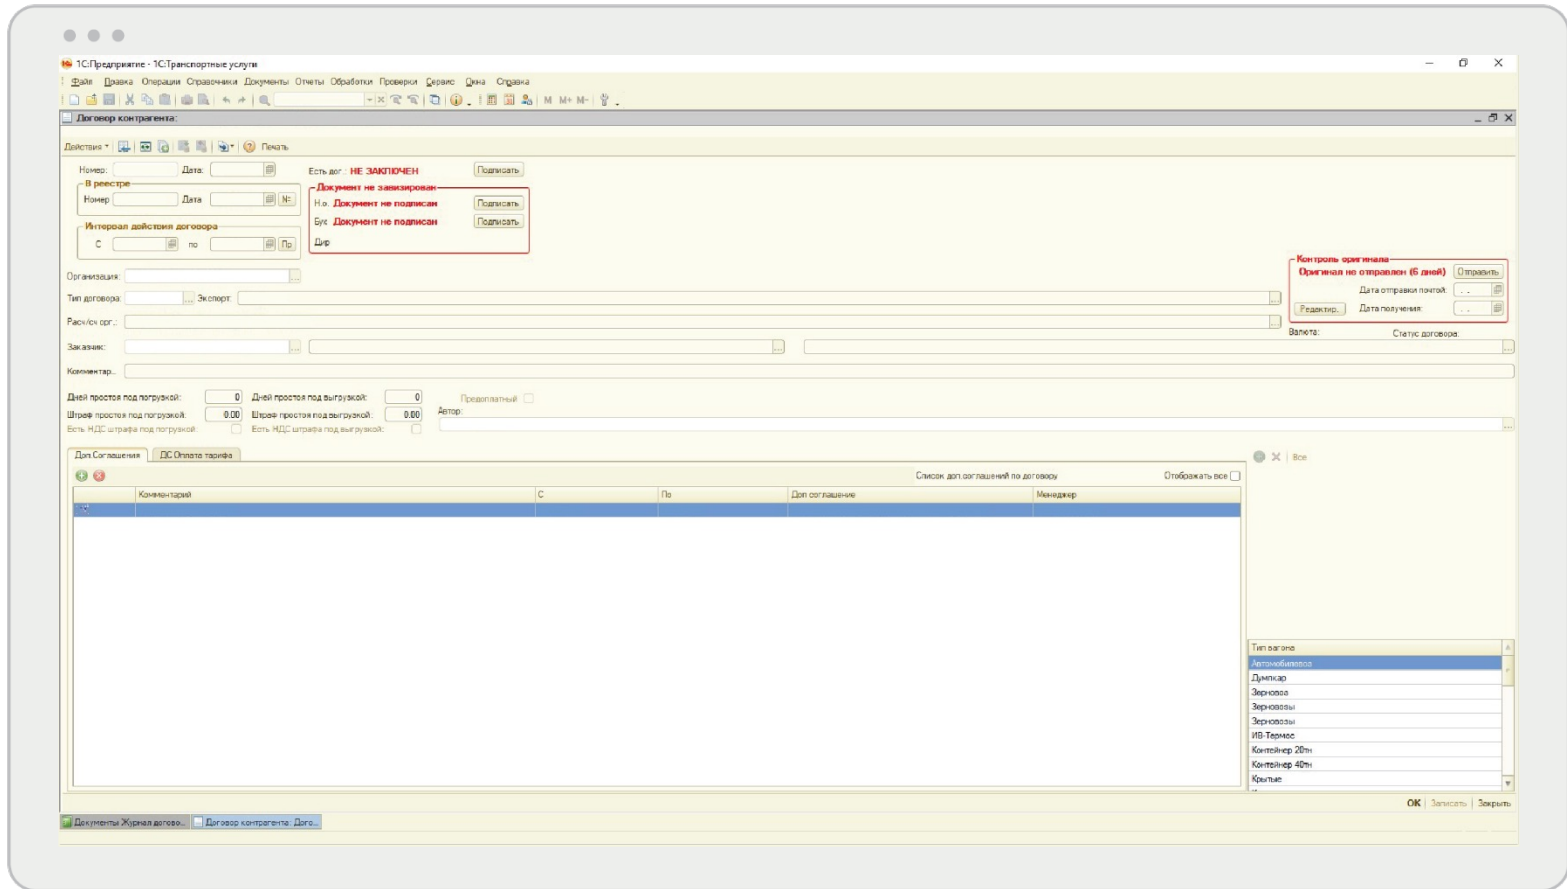 1С:Предприятие - 1С:Транспортные услуги
Файл Правка Операции Справочники Документы Отчеты Обработки Проверки Сервис Окна Справка
M M+ M-
Договор контрагента:
Действия Печать
Номер: Дата: Есть дог.: НЕ ЗАКЛЮЧЕН Подписать
В реестре Документ не завизирован
Номер Дата № Н.о. Документ не подписан Подписать
Бух Документ не подписан Подписать
Интервал действия договора
С по Пр Дир
Контроль оригинала
Оригинал не отправлен (6 дней) Отправить
Организация: ...
Дата отправки почтой: . .
Тип договора: ... Экспорт: ...
Редактир. Дата получения: . .
Расч/сч орг.: ...
Валюта: Статус договора:
Заказчик: ... ... ...
Комментар...
Дней простоя под погрузкой: 0 Дней простоя под выгрузкой: 0 Предоплатный
Штраф простоя под погрузкой: 0.00 Штраф простоя под выгрузкой: 0.00 Автор:
Есть НДС штрафа под погрузкой: Есть НДС штрафа под выгрузкой: ...
Доп.Соглашения ДС Оплата тарифа Все
Список доп.соглашений по договору Отображать все
Комментарий С По Доп соглашение Менеджер
Тип вагона
Автомобилевоз
Думпкар
Зерновоз
Зерновозы
Зерновозы
ИВ-Термос
Контейнер 20тн
Контейнер 40тн
Крытые
OK Записать Закрыть
Документы Журнал догово... Договор контрагента: Дого...